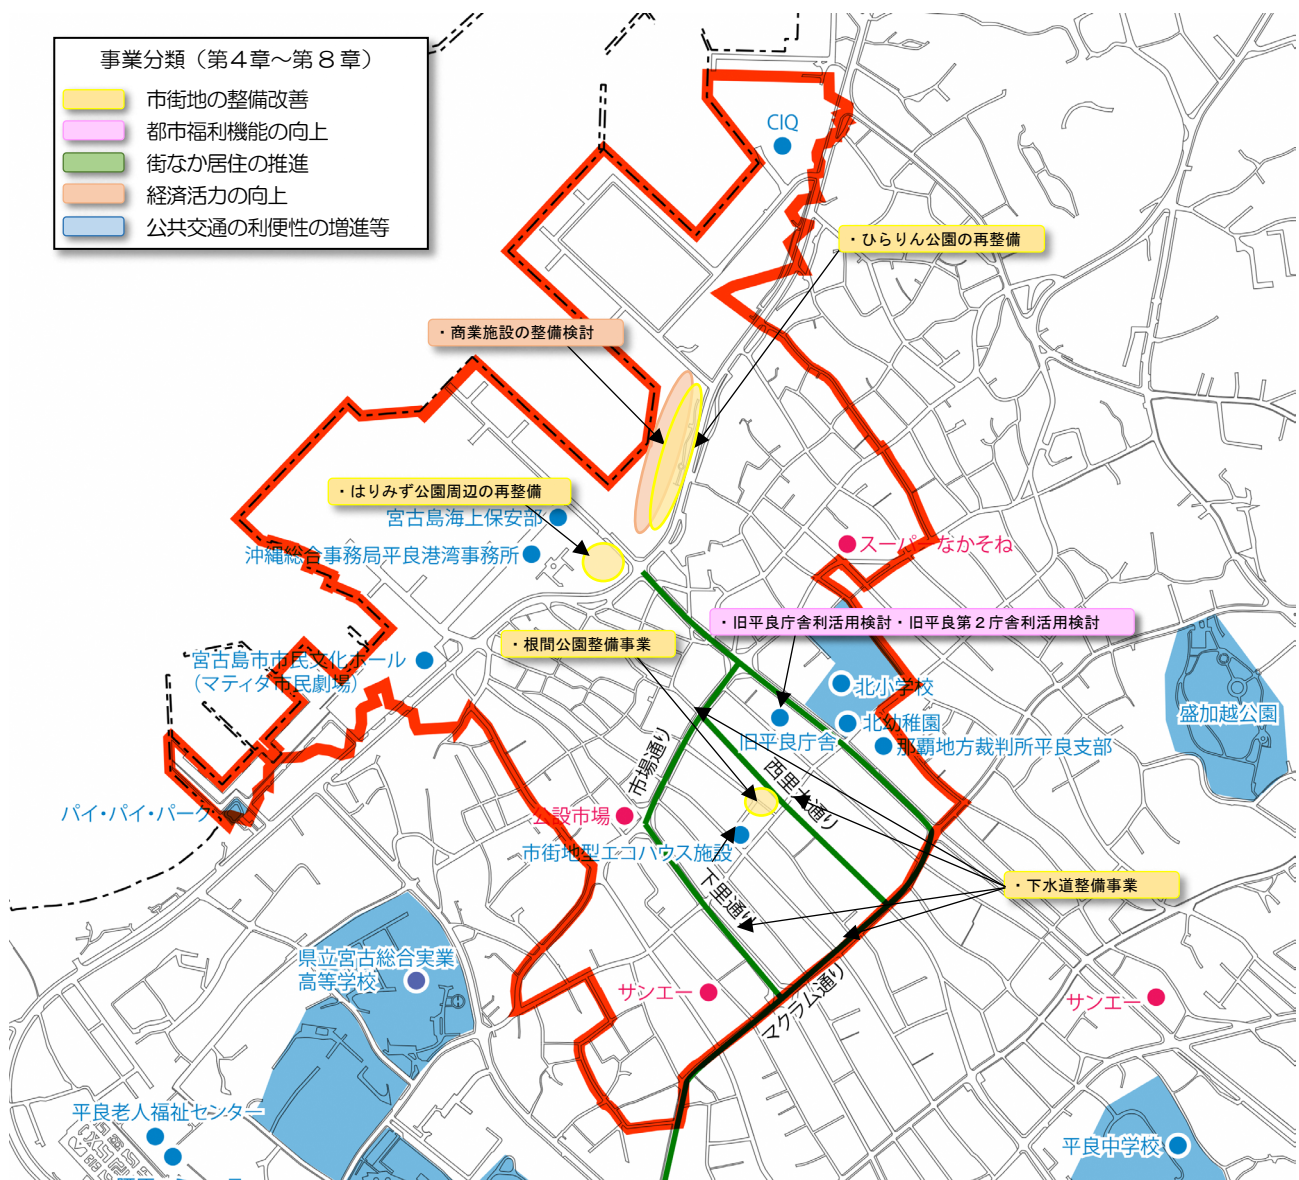 事業分類（第４章～第８章）
市街地の整備改善
都市福利機能の向上
街なか居住の推進
経済活力の向上
公共交通の利便性の増進等
CIQ
・ひらりん公園の再整備
・商業施設の整備検討
・はりみず公園周辺の再整備
宮古島海上保安部
沖縄総合事務局平良港湾事務所
スーパーなかそね
・旧平良庁舎利活用検討・旧平良第２庁舎利活用検討
・根間公園整備事業
宮古島市市民文化ホール
（マティダ市民劇場）
北小学校
北幼稚園
旧平良庁舎
那覇地方裁判所平良支部
盛加越公園
市場通り
西里大通り
パイ・パイ・パーク
公設市場
市街地型エコハウス施設
下里通り
・下水道整備事業
県立宮古総合実業
高等学校
サンエー
マクラム通り
サンエー
平良老人福祉センター
平良中学校